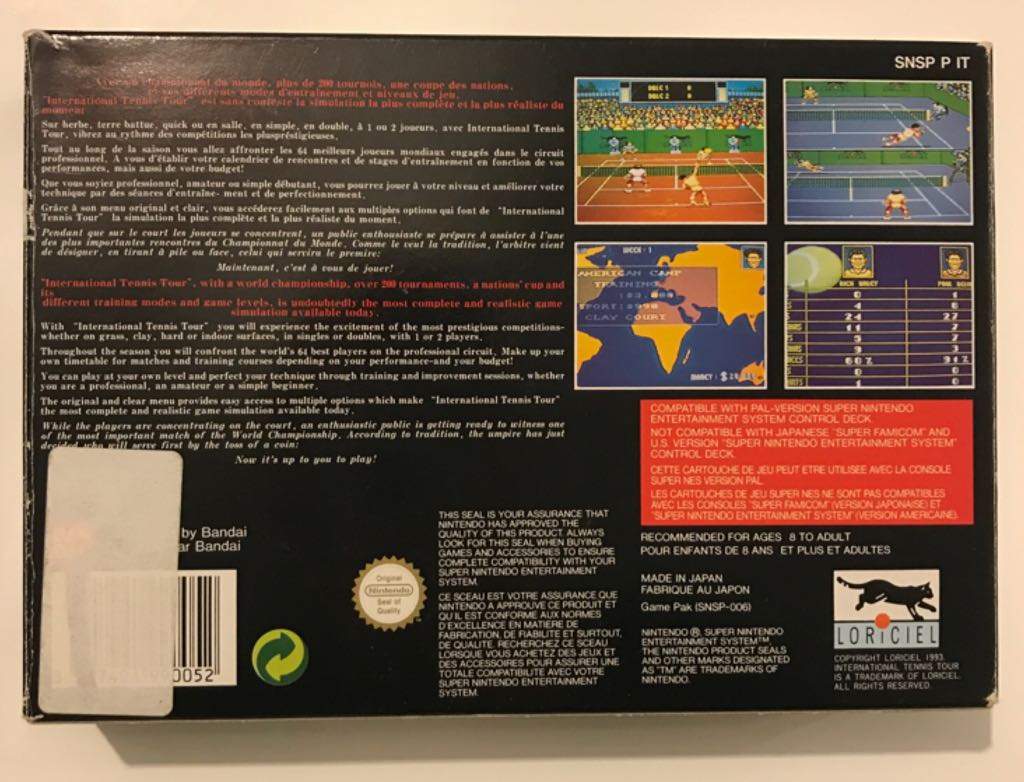 SNSP P IT
du monde, plus de 200 tournois, une coupe des nations,
différents modes d'entraînement et niveaux de jeu,
"International Tennis Tour" est sans conteste la simulation la plus complète et la plus réaliste du
moment
Sur herbe, terre battue, quick ou en salle, en simple, en double, à 1 ou 2 joueurs, avec International Tennis
Tour, vibrez au rythme des compétitions les plusprestigieuses.
Tout au long de la saison vous allez affronter les 64 meilleurs joueurs mondiaux engagés dans le circuit
professionnel. A vous d'établir votre calendrier de rencontres et de stages d'entraînement en fonction de vos
performances, mais aussi de votre budget!
Que vous soyiez professionnel, amateur ou simple débutant, vous pourrez jouer à votre niveau et améliorer votre
technique par des séances d'entraîne- ment et de perfectionnement.
Grâce à son menu original et clair, vous accéderez facilement aux multiples options qui font de "International
Tennis Tour" la simulation la plus complète et la plus réaliste du moment.
Pendant que sur le court les joueurs se concentrent, un public enthousiaste se prépare à assister à l'une
des plus importantes rencontres du Championnat du Monde. Comme le veut la tradition, l'arbitre vient
de désigner, en tirant à pile ou face, celui qui servira le premire:
Maintenant, c'est à vous de jouer!
"International Tennis Tour", with a world championship, over 200 tournaments, a nations' cup and
its
different training modes and game levels, is undoubtedly the most complete and realistic game
simulation available today.
With "International Tennis Tour" you will experience the excitement of the most prestigious competitions-
whether on grass, clay, hard or indoor surfaces, in singles or doubles, with 1 or 2 players.
Throughout the season you will confront the world's 64 best players on the professional circuit. Make up your
own timetable for matches and training courses depending on your performance-and your budget!
You can play at your own level and perfect your technique through training and improvement sessions, whether
you are a professional, an amateur or a simple beginner.
The original and clear menu provides easy access to multiple options which make "International Tennis Tour"
the most complete and realistic game simulation available today.
While the players are concentrating on the court, an enthusiastic public is getting ready to witness one
of the most important match of the World Championship. According to tradition, the umpire has just
decided who will serve first by the toss of a coin:
Now it's up to you to play!
WEEK: 1
AMERICAN CAMP
TRAINING
CLAY COURT
COMPATIBLE WITH PAL-VERSION SUPER NINTENDO
ENTERTAINMENT SYSTEM CONTROL DECK
NOT COMPATIBLE WITH JAPANESE "SUPER FAMICOM" AND
U.S. VERSION "SUPER NINTENDO ENTERTAINMENT SYSTEM"
CONTROL DECK.
CETTE CARTOUCHE DE JEU PEUT ETRE UTILISEE AVEC LA CONSOLE
SUPER NES VERSION PAL.
LES CARTOUCHES DE JEU SUPER NES NE SONT PAS COMPATIBLES
AVEC LES CONSOLES "SUPER FAMICOM" (VERSION JAPONAISE) ET
"SUPER NINTENDO ENTERTAINMENT SYSTEM" (VERSION AMERICAINE).
RECOMMENDED FOR AGES 8 TO ADULT
POUR ENFANTS DE 8 ANS ET PLUS ET ADULTES
MADE IN JAPAN
FABRIQUE AU JAPON
Game Pak (SNSP-006)
NINTENDO ®, SUPER NINTENDO
ENTERTAINMENT SYSTEM™,
THE NINTENDO PRODUCT SEALS
AND OTHER MARKS DESIGNATED
AS "TM" ARE TRADEMARKS OF
NINTENDO.
LORICIEL
COPYRIGHT LORICIEL 1993.
INTERNATIONAL TENNIS TOUR
IS A TRADEMARK OF LORICIEL.
ALL RIGHTS RESERVED.
THIS SEAL IS YOUR ASSURANCE THAT
NINTENDO HAS APPROVED THE
QUALITY OF THIS PRODUCT. ALWAYS
LOOK FOR THIS SEAL WHEN BUYING
GAMES AND ACCESSORIES TO ENSURE
COMPLETE COMPATIBILITY WITH YOUR
SUPER NINTENDO ENTERTAINMENT
SYSTEM.
CE SCEAU EST VOTRE ASSURANCE QUE
NINTENDO A APPROUVE CE PRODUIT ET
QU'IL EST CONFORME AUX NORMES
D'EXCELLENCE EN MATIERE DE
FABRICATION, DE FIABILITE ET SURTOUT,
DE QUALITE. RECHERCHEZ CE SCEAU
LORSQUE VOUS ACHETEZ DES JEUX ET
DES ACCESSOIRES POUR ASSURER UNE
TOTALE COMPATIBILITE AVEC VOTRE
SUPER NINTENDO ENTERTAINMENT
SYSTEM.
Original
Nintendo
Seal of
Quality
by Bandai
ar Bandai
0052